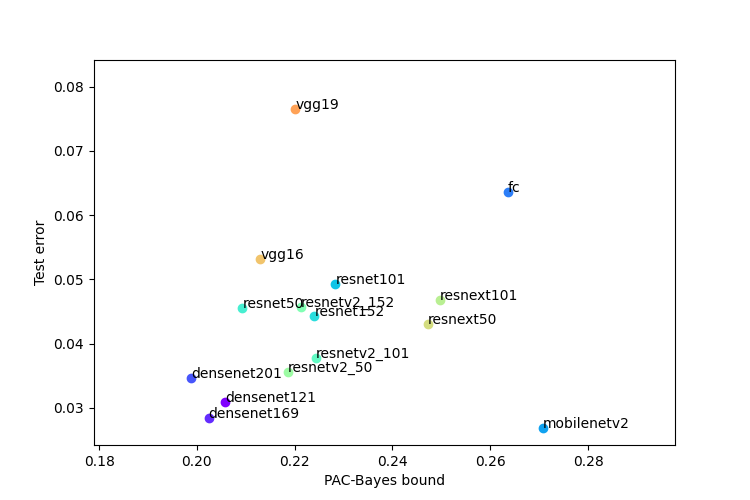 0.08
0.07
0.06
0.05
0.04
0.03
Test error
vgg19
fc
vgg16
resnet101
resnext101
resnet50
resnetv2_152
resnet152
resnext50
resnetv2_101
resnetv2_50
densenet201
densenet121
densenet169
mobilenetv2
0.18 0.20 0.22 0.24 0.26 0.28
PAC-Bayes bound